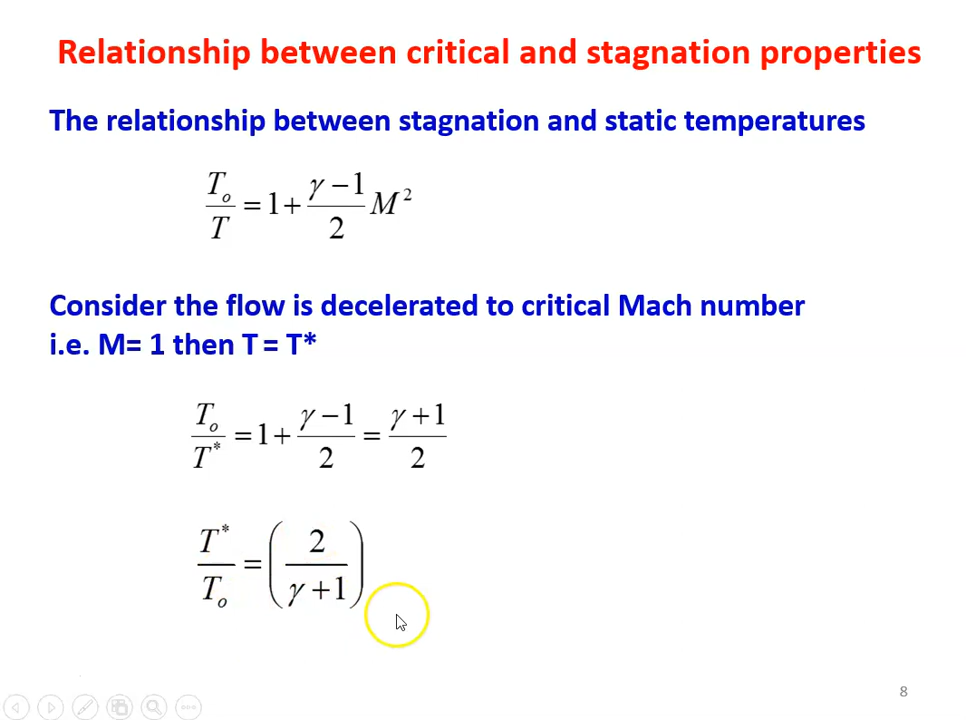 Relationship between critical and stagnation properties
The relationship between stagnation and static temperatures
T_o/T = 1 + (γ − 1)/2 M²
Consider the flow is decelerated to critical Mach number
i.e. M= 1 then T = T*
T_o/T* = 1 + (γ − 1)/2 = (γ + 1)/2
T*/T_o = (2/(γ + 1))
8